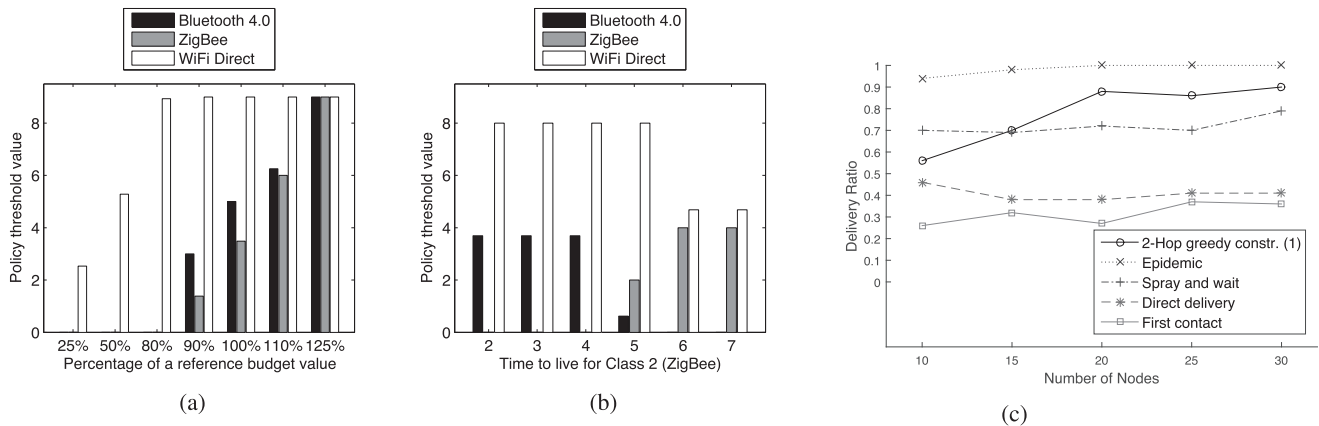 Bluetooth 4.0
ZigBee
WiFi Direct
Policy threshold value
8
6
4
2
0
25% 50% 80% 90% 100% 110% 125%
Percentage of a reference budget value
(a)
Bluetooth 4.0
ZigBee
WiFi Direct
Policy threshold value
8
6
4
2
0
2 3 4 5 6 7
Time to live for Class 2 (ZigBee)
(b)
Delivery Ratio
1
0.9
0.8
0.7
0.6
0.5
0.4
0.3
0.2
0.1
0
2-Hop greedy constr. (1)
Epidemic
Spray and wait
Direct delivery
First contact
10 15 20 25 30
Number of Nodes
(c)